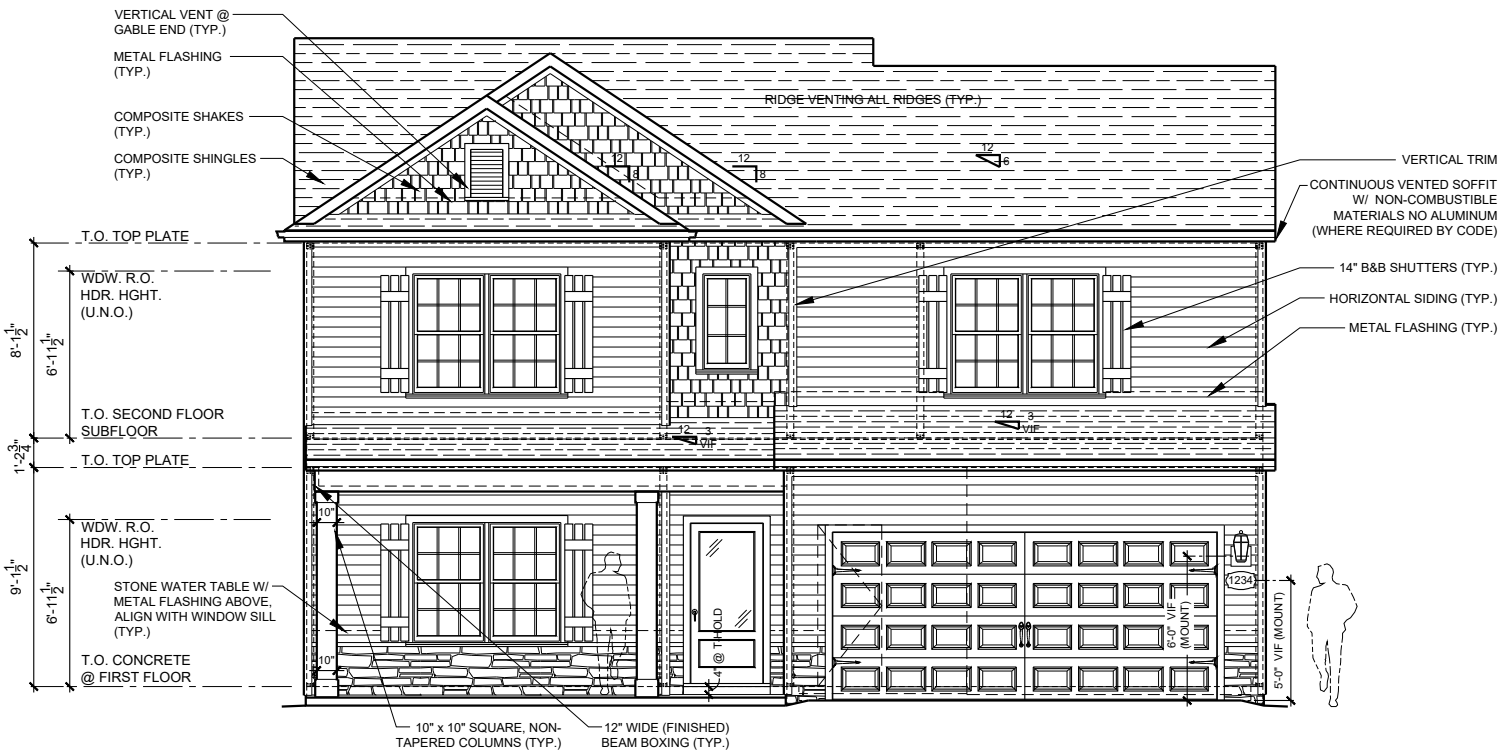 VERTICAL VENT @
GABLE END (TYP.)
METAL FLASHING
(TYP.)
COMPOSITE SHAKES
(TYP.)
COMPOSITE SHINGLES
(TYP.)
RIDGE VENTING ALL RIDGES (TYP.)
12
8
12
8
12
6
VERTICAL TRIM
CONTINUOUS VENTED SOFFIT
W/ NON-COMBUSTIBLE
MATERIALS NO ALUMINUM
(WHERE REQUIRED BY CODE)
14" B&B SHUTTERS (TYP.)
HORIZONTAL SIDING (TYP.)
METAL FLASHING (TYP.)
T.O. TOP PLATE
WDW. R.O.
HDR. HGHT.
(U.N.O.)
8'-1 1/2"
6'-11 1/2"
T.O. SECOND FLOOR
SUBFLOOR
1'-2 3/4"
T.O. TOP PLATE
12
3
VIF
12
3
VIF
WDW. R.O.
HDR. HGHT.
(U.N.O.)
9'-1 1/2"
6'-11 1/2"
STONE WATER TABLE W/
METAL FLASHING ABOVE,
ALIGN WITH WINDOW SILL
(TYP.)
T.O. CONCRETE
@ FIRST FLOOR
10"
10"
4" @ T'HOLD
6'-0" VIF
(MOUNT)
1234
5'-0" VIF (MOUNT)
10" x 10" SQUARE, NON-
TAPERED COLUMNS (TYP.)
12" WIDE (FINISHED)
BEAM BOXING (TYP.)